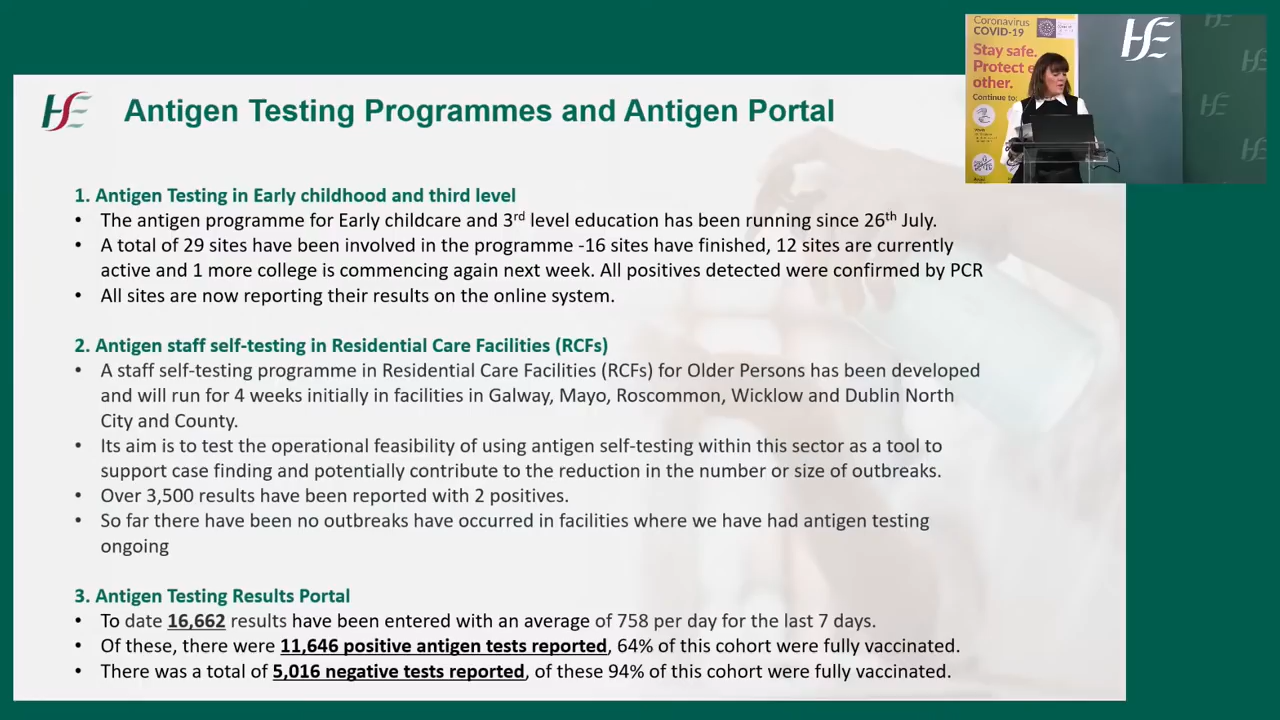 Antigen Testing Programmes and Antigen Portal
1. Antigen Testing in Early childhood and third level
• The antigen programme for Early childcare and 3rd level education has been running since 26th July.
• A total of 29 sites have been involved in the programme -16 sites have finished, 12 sites are currently
active and 1 more college is commencing again next week. All positives detected were confirmed by PCR
• All sites are now reporting their results on the online system.
2. Antigen staff self-testing in Residential Care Facilities (RCFs)
• A staff self-testing programme in Residential Care Facilities (RCFs) for Older Persons has been developed
and will run for 4 weeks initially in facilities in Galway, Mayo, Roscommon, Wicklow and Dublin North
City and County.
• Its aim is to test the operational feasibility of using antigen self-testing within this sector as a tool to
support case finding and potentially contribute to the reduction in the number or size of outbreaks.
• Over 3,500 results have been reported with 2 positives.
• So far there have been no outbreaks have occurred in facilities where we have had antigen testing
ongoing
3. Antigen Testing Results Portal
• To date 16,662 results have been entered with an average of 758 per day for the last 7 days.
• Of these, there were 11,646 positive antigen tests reported, 64% of this cohort were fully vaccinated.
• There was a total of 5,016 negative tests reported, of these 94% of this cohort were fully vaccinated.
HSE
Coronavirus
COVID-19
Stay safe.
Protect
other.
Continue to:
HSE